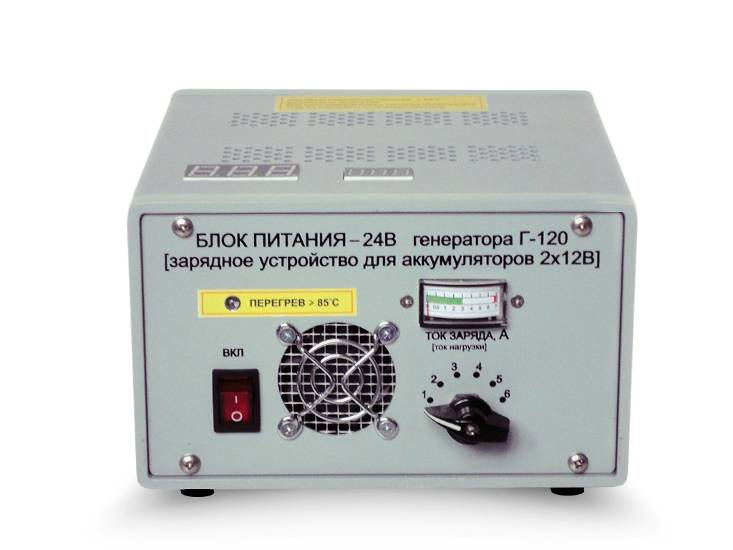 БЛОК ПИТАНИЯ – 24В генератора Г-120
[зарядное устройство для аккумуляторов 2х12В]
ПЕРЕГРЕВ > 85°С
ТОК ЗАРЯДА, А
[ток нагрузки]
ВКЛ
I
O
1 2 3 4 5 6